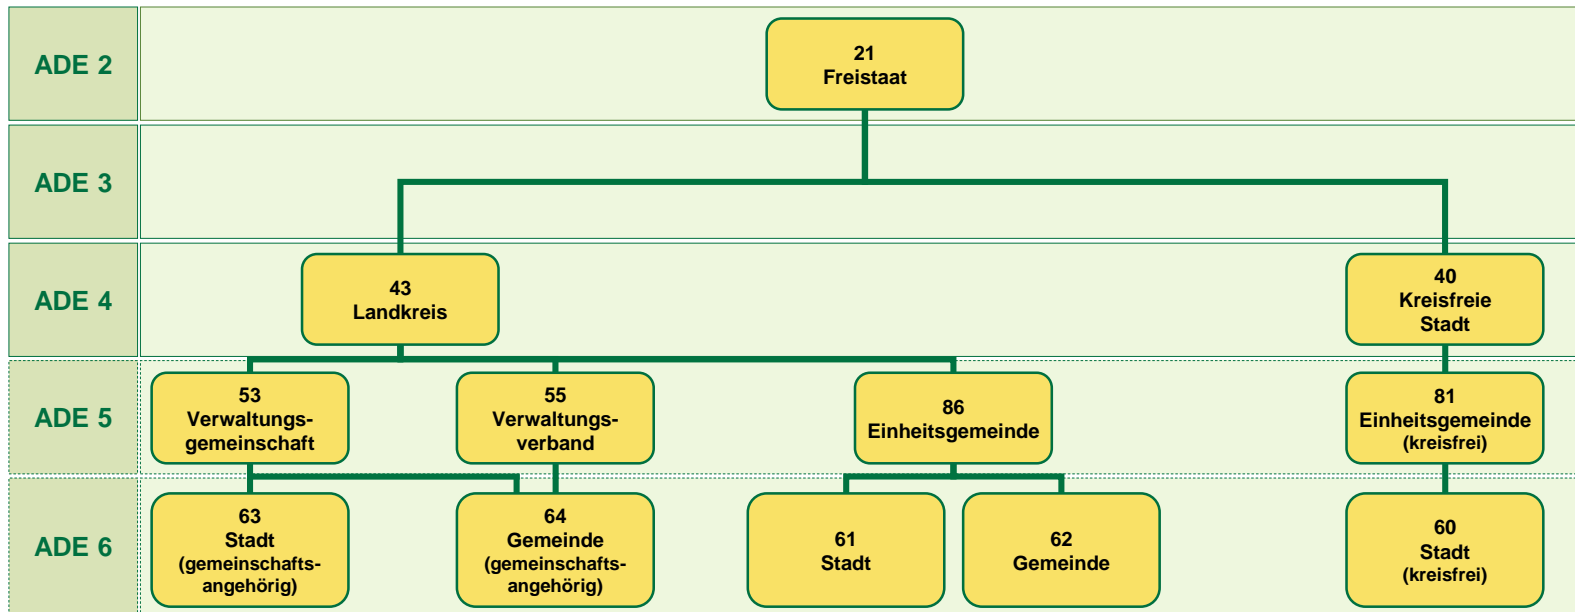 ADE 2
21
Freistaat
ADE 3
ADE 4
43
Landkreis
40
Kreisfreie
Stadt
ADE 5
53
Verwaltungs-
gemeinschaft
55
Verwaltungs-
verband
86
Einheitsgemeinde
81
Einheitsgemeinde
(kreisfrei)
ADE 6
63
Stadt
(gemeinschafts-
angehörig)
64
Gemeinde
(gemeinschafts-
angehörig)
61
Stadt
62
Gemeinde
60
Stadt
(kreisfrei)